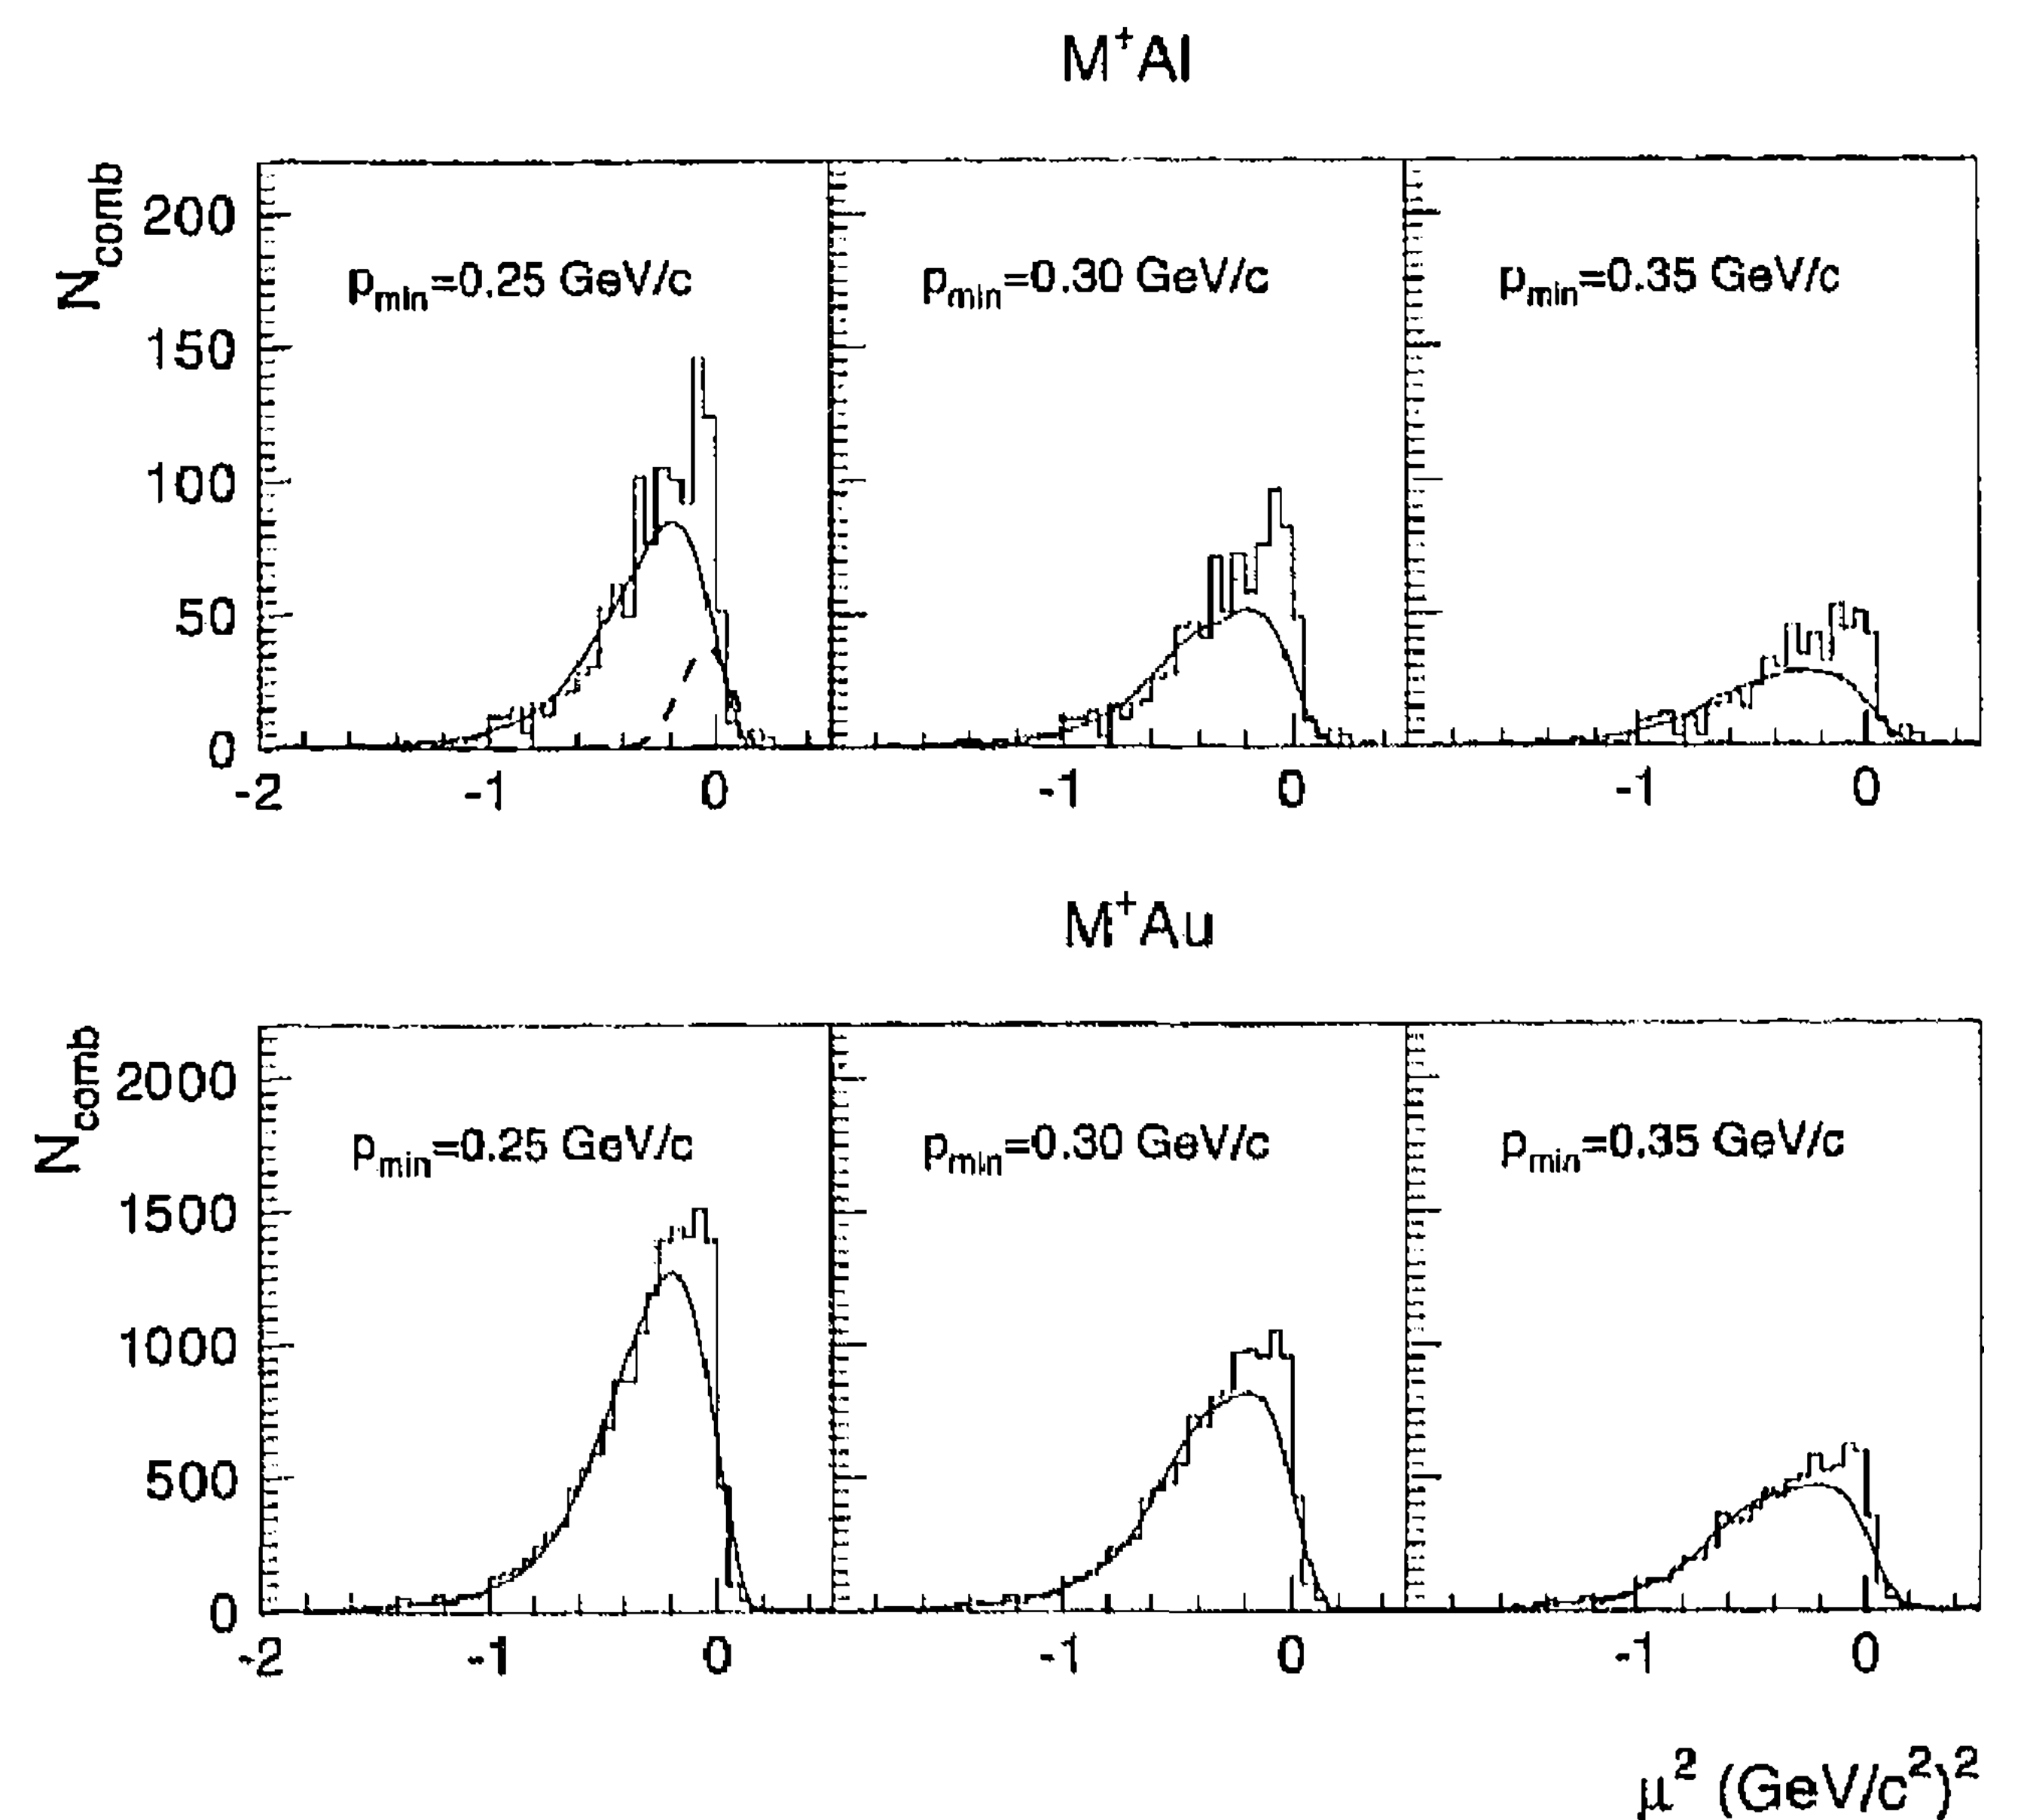 M⁺Al
N_comb
200
150
100
50
0
p_min=0.25 GeV/c
p_min=0.30 GeV/c
p_min=0.35 GeV/c
-2 -1 0 -1 0 -1 0
M⁺Au
N_comb
2000
1500
1000
500
0
p_min=0.25 GeV/c
p_min=0.30 GeV/c
p_min=0.35 GeV/c
-2 -1 0 -1 0 -1 0
μ² (GeV/c²)²